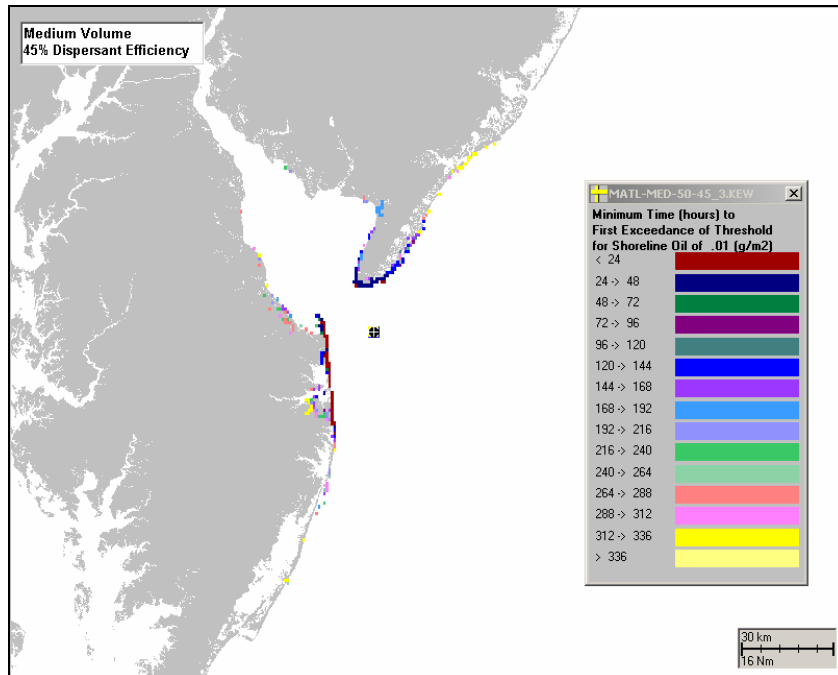 Medium Volume
45% Dispersant Efficiency
MATL-MED-50-45_3.KEW
Minimum Time (hours) to
First Exceedance of Threshold
for Shoreline Oil of .01 (g/m2)
< 24
24 -> 48
48 -> 72
72 -> 96
96 -> 120
120 -> 144
144 -> 168
168 -> 192
192 -> 216
216 -> 240
240 -> 264
264 -> 288
288 -> 312
312 -> 336
> 336
30 km
16 Nm